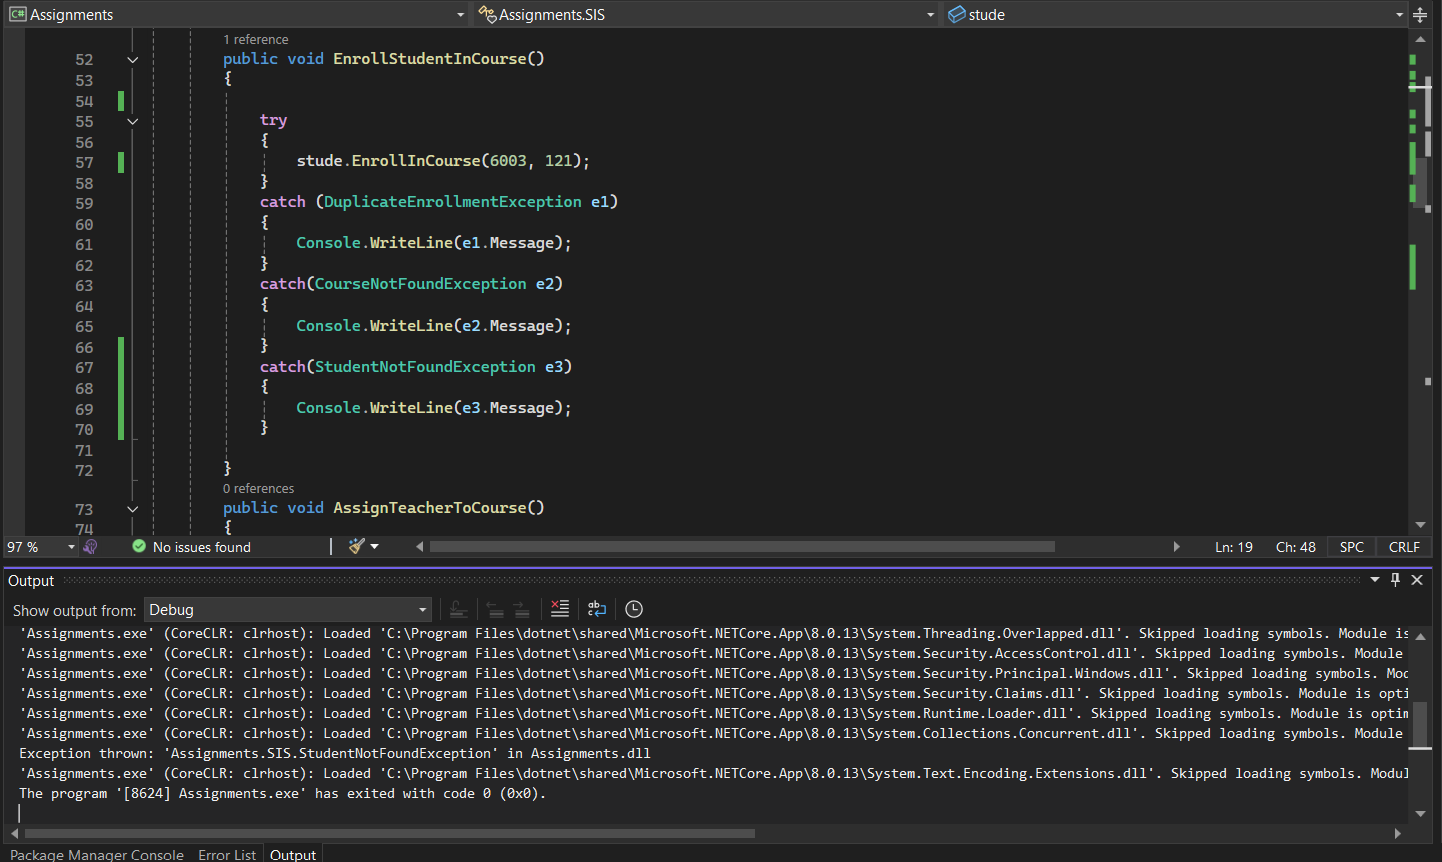 C# Assignments Assignments.SIS stude
1 reference
52 public void EnrollStudentInCourse()
53 {
54
55 try
56 {
57 stude.EnrollInCourse(6003, 121);
58 }
59 catch (DuplicateEnrollmentException e1)
60 {
61 Console.WriteLine(e1.Message);
62 }
63 catch(CourseNotFoundException e2)
64 {
65 Console.WriteLine(e2.Message);
66 }
67 catch(StudentNotFoundException e3)
68 {
69 Console.WriteLine(e3.Message);
70 }
71
72 }
0 references
73 public void AssignTeacherToCourse()
74 {
97 % No issues found Ln: 19 Ch: 48 SPC CRLF
Output
Show output from: Debug
'Assignments.exe' (CoreCLR: clrhost): Loaded 'C:\Program Files\dotnet\shared\Microsoft.NETCore.App\8.0.13\System.Threading.Overlapped.dll'. Skipped loading symbols. Module is
'Assignments.exe' (CoreCLR: clrhost): Loaded 'C:\Program Files\dotnet\shared\Microsoft.NETCore.App\8.0.13\System.Security.AccessControl.dll'. Skipped loading symbols. Module
'Assignments.exe' (CoreCLR: clrhost): Loaded 'C:\Program Files\dotnet\shared\Microsoft.NETCore.App\8.0.13\System.Security.Principal.Windows.dll'. Skipped loading symbols. Mod
'Assignments.exe' (CoreCLR: clrhost): Loaded 'C:\Program Files\dotnet\shared\Microsoft.NETCore.App\8.0.13\System.Security.Claims.dll'. Skipped loading symbols. Module is opti
'Assignments.exe' (CoreCLR: clrhost): Loaded 'C:\Program Files\dotnet\shared\Microsoft.NETCore.App\8.0.13\System.Runtime.Loader.dll'. Skipped loading symbols. Module is optim
'Assignments.exe' (CoreCLR: clrhost): Loaded 'C:\Program Files\dotnet\shared\Microsoft.NETCore.App\8.0.13\System.Collections.Concurrent.dll'. Skipped loading symbols. Module
Exception thrown: 'Assignments.SIS.StudentNotFoundException' in Assignments.dll
'Assignments.exe' (CoreCLR: clrhost): Loaded 'C:\Program Files\dotnet\shared\Microsoft.NETCore.App\8.0.13\System.Text.Encoding.Extensions.dll'. Skipped loading symbols. Modul
The program '[8624] Assignments.exe' has exited with code 0 (0x0).
Package Manager Console Error List Output